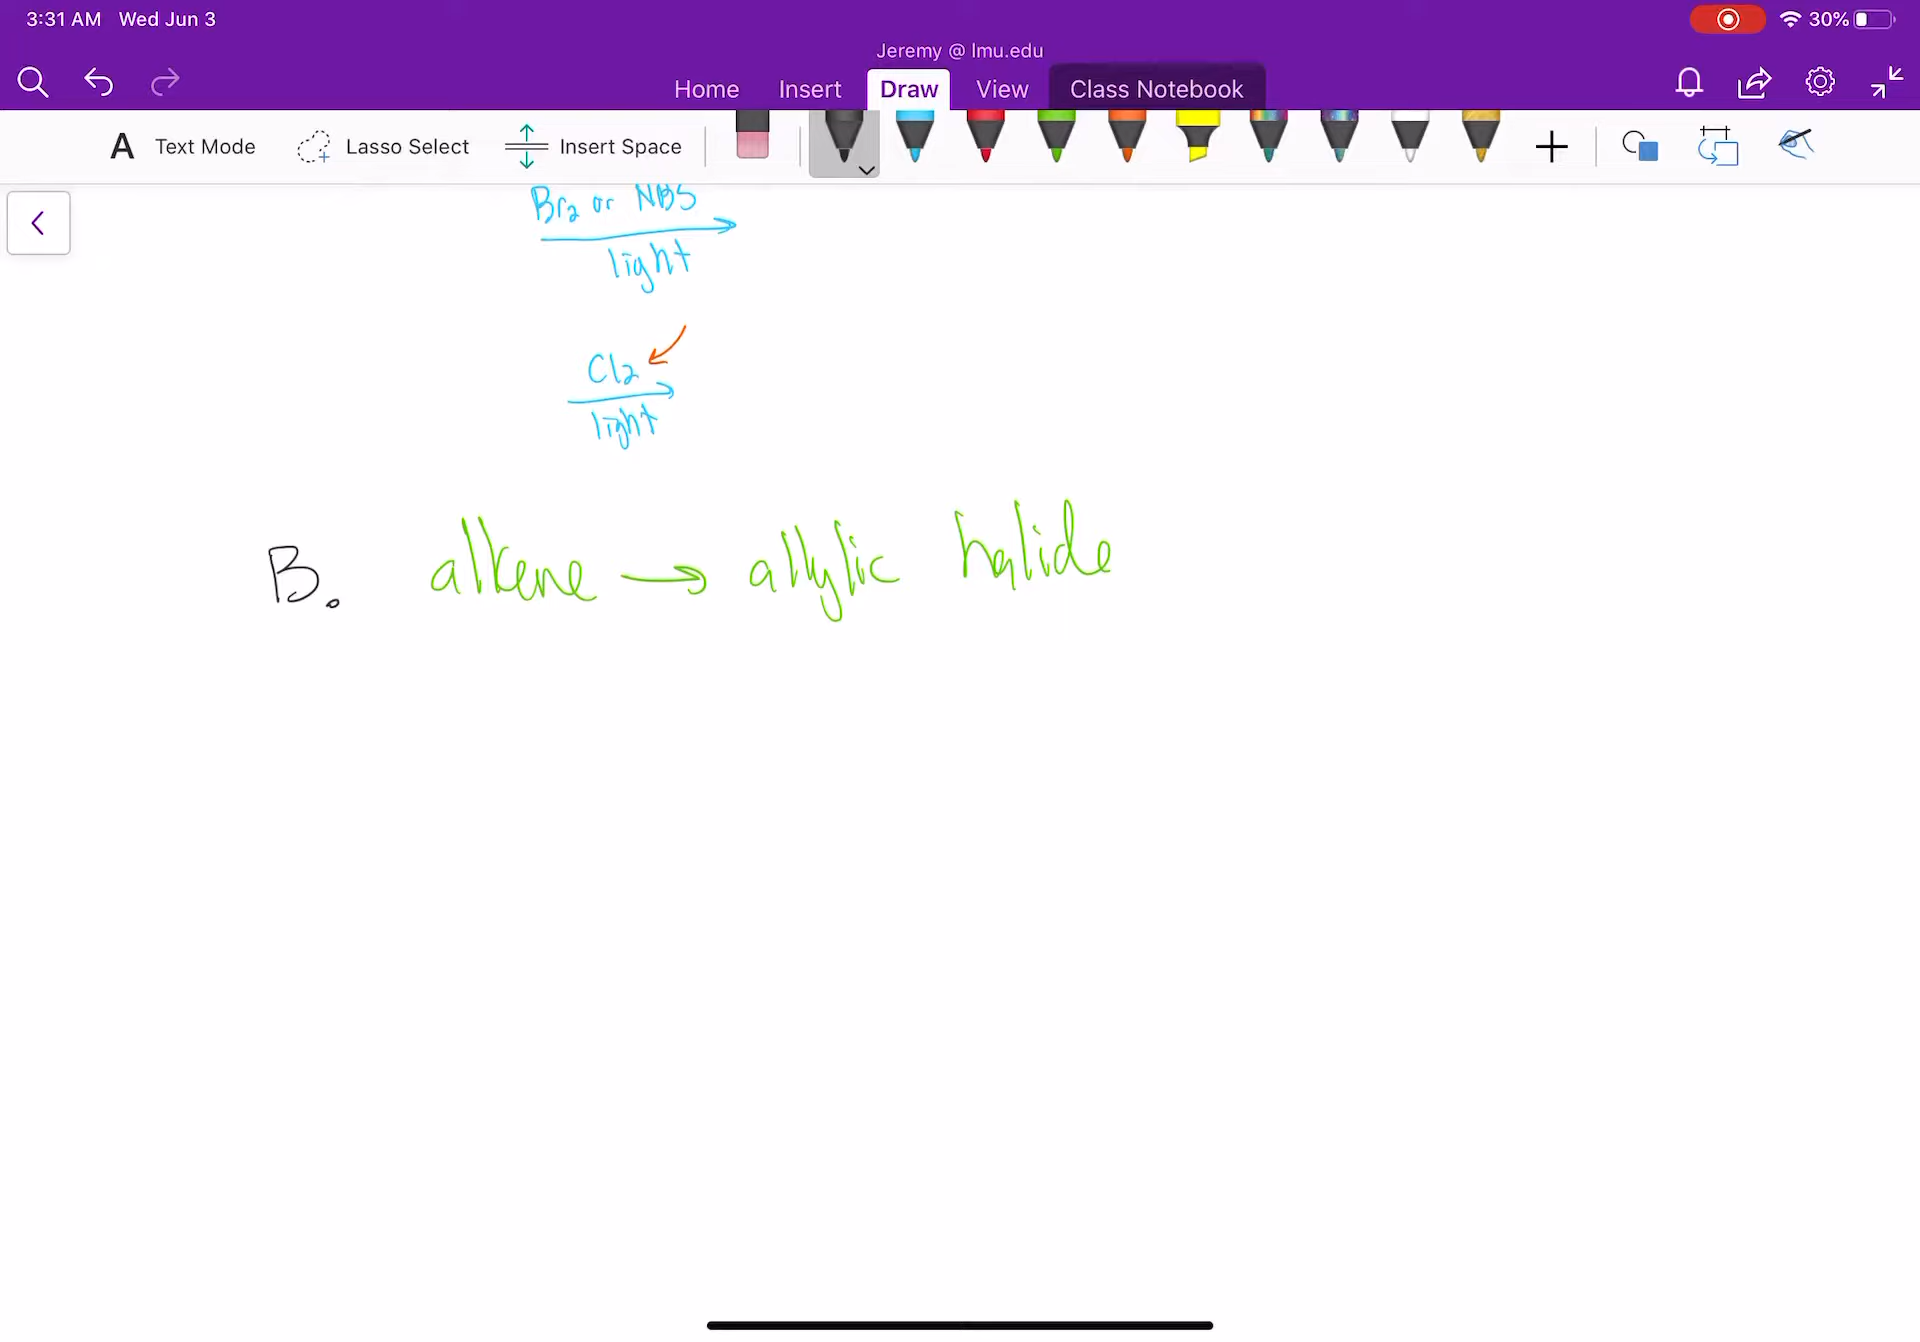 3:31 AM Wed Jun 3
30%
Jeremy @ lmu.edu
Home Insert Draw View Class Notebook
A Text Mode Lasso Select Insert Space
Br2 or NBS
light
Cl2
light
B. alkene → allylic halide